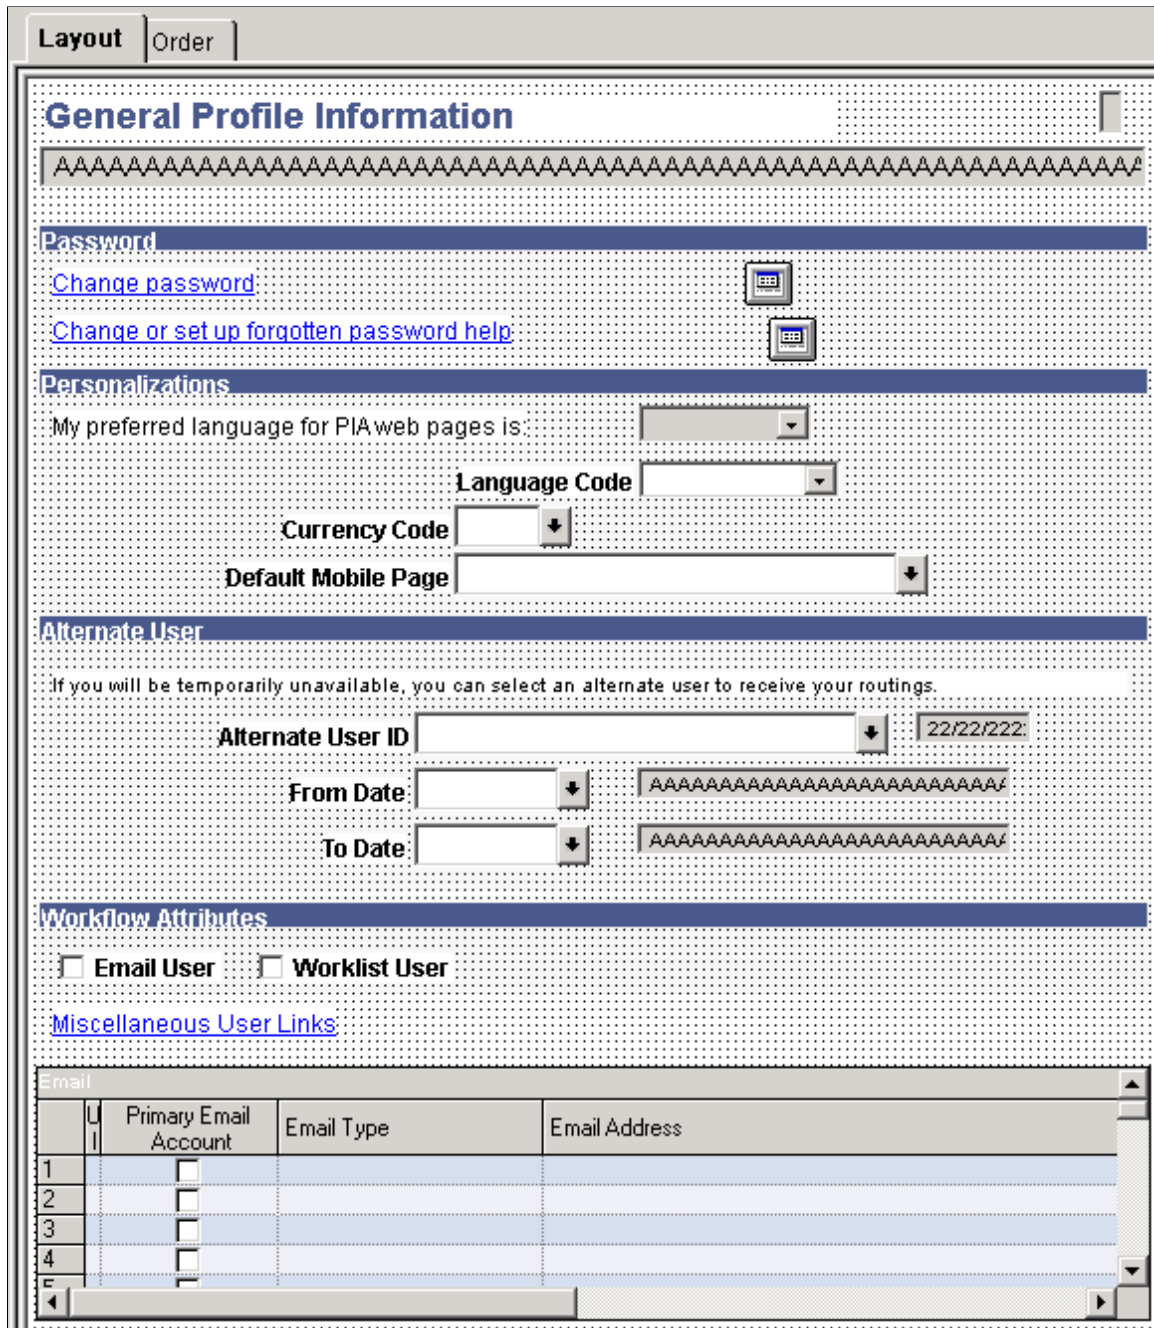 Layout Order
General Profile Information
AAAAAAAAAAAAAAAAAAAAAAAAAAAAAAAAAAAAAAAAAAAAAAAAAAAAAAAAAAAA
Password
Change password
Change or set up forgotten password help
Personalizations
My preferred language for PIA web pages is:
Language Code
Currency Code
Default Mobile Page
Alternate User
If you will be temporarily unavailable, you can select an alternate user to receive your routings.
Alternate User ID 22/22/222
From Date AAAAAAAAAAAAAAAAAAAAAAAAA
To Date AAAAAAAAAAAAAAAAAAAAAAAAA
Workflow Attributes
Email User Worklist User
Miscellaneous User Links
Email
U Primary Email Email Type Email Address
I Account
1
2
3
4
5